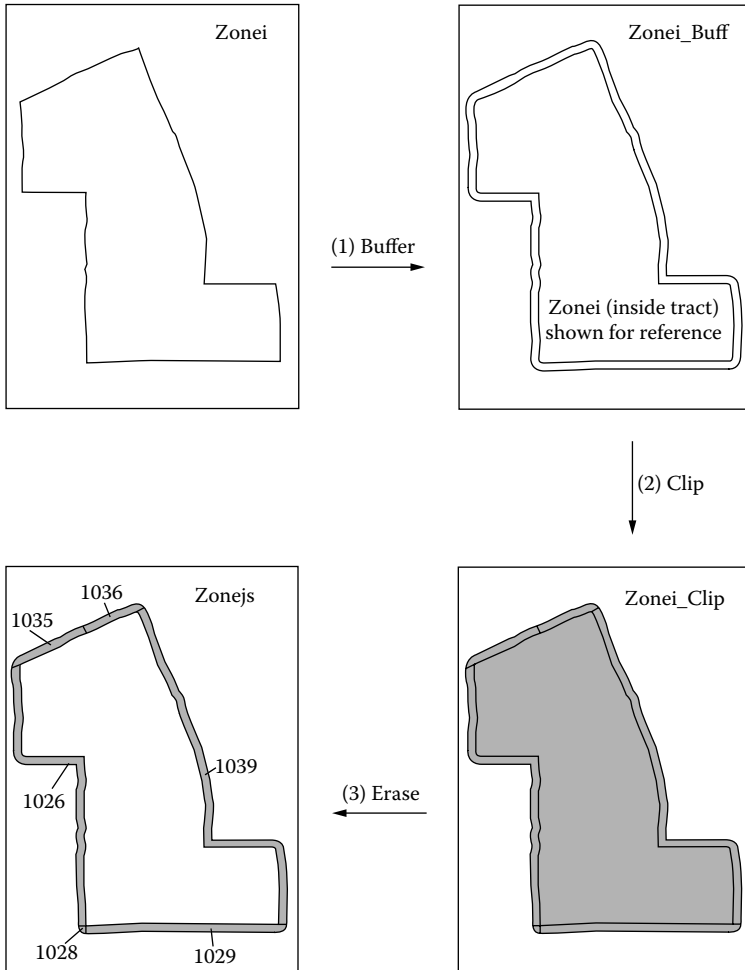 Zonei
Zonei_Buff
(1) Buffer
Zonei (inside tract)
shown for reference
(2) Clip
Zonejs
1036
1035
1039
1026
1028
1029
(3) Erase
Zonei_Clip